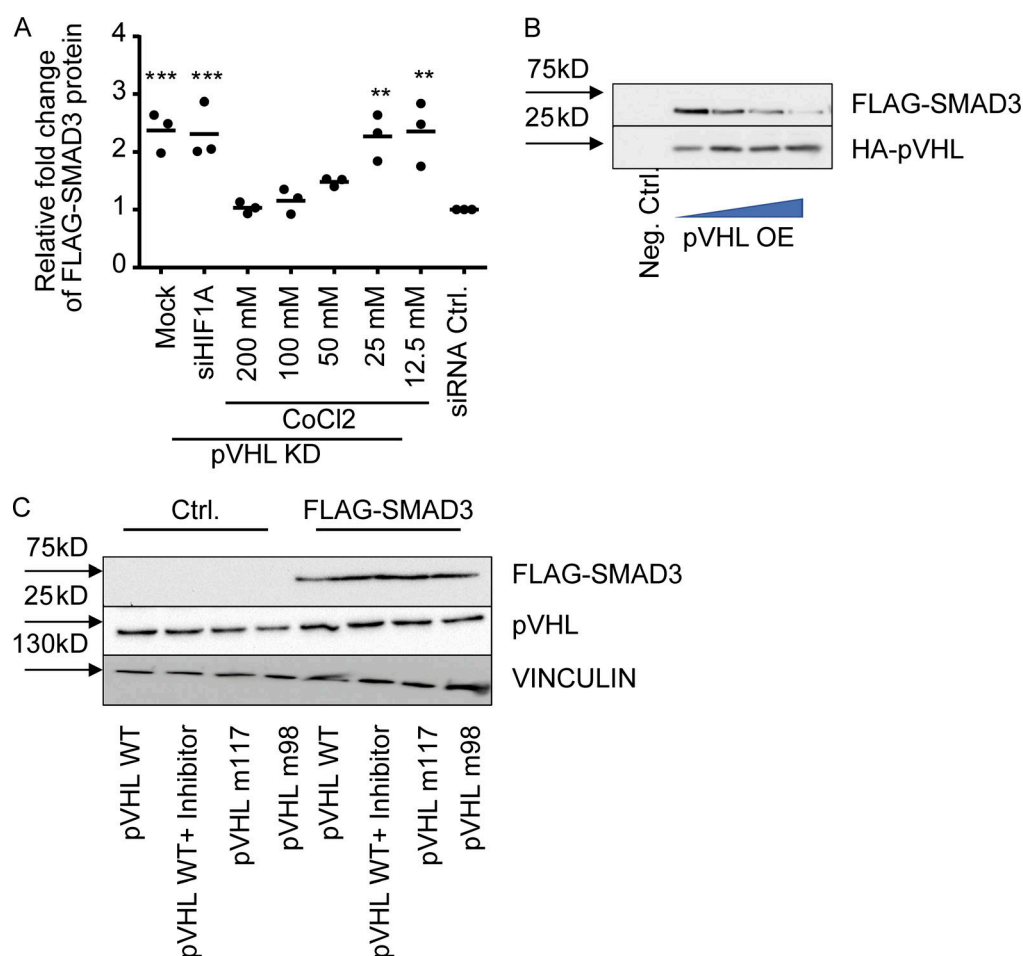 A
Relative fold change
of FLAG-SMAD3 protein
4
3
2
1
0
*** *** ** **
Mock
siHIF1A
200 mM
100 mM
50 mM
25 mM
12.5 mM
siRNA Ctrl.
CoCl2
pVHL KD
B
75kD
FLAG-SMAD3
25kD
HA-pVHL
Neg. Ctrl.
pVHL OE
C
Ctrl. FLAG-SMAD3
75kD
FLAG-SMAD3
25kD
pVHL
130kD
VINCULIN
pVHL WT
pVHL WT+ Inhibitor
pVHL m117
pVHL m98
pVHL WT
pVHL WT+ Inhibitor
pVHL m117
pVHL m98